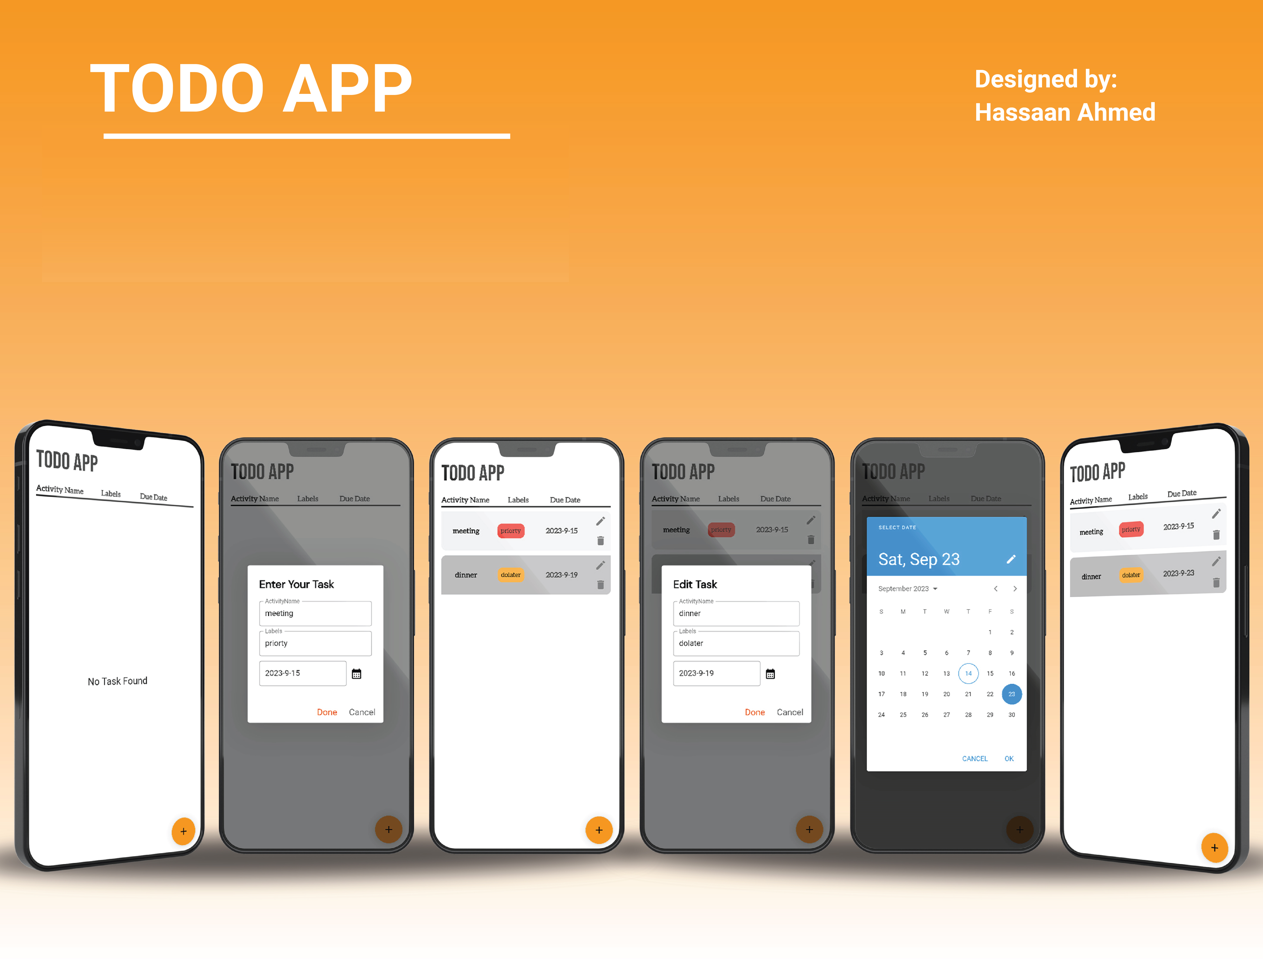 TODO APP
Designed by:
Hassaan Ahmed
TODO APP
Activity Name Labels Due Date
No Task Found
+
TODO APP
Activity Name Labels Due Date
Enter Your Task
ActivityName
meeting
Labels
priorty
2023-9-15
Done Cancel
+
TODO APP
Activity Name Labels Due Date
meeting priorty 2023-9-15
dinner dolater 2023-9-19
+
TODO APP
Activity Name Labels Due Date
meeting priorty 2023-9-15
Edit Task
ActivityName
dinner
Labels
dolater
2023-9-19
Done Cancel
+
TODO APP
Activity Name Labels Due Date
SELECT DATE
Sat, Sep 23
September 2023
S M T W T F S
1 2
3 4 5 6 7 8 9
10 11 12 13 14 15 16
17 18 19 20 21 22 23
24 25 26 27 28 29 30
CANCEL OK
+
TODO APP
Activity Name Labels Due Date
meeting priorty 2023-9-15
dinner dolater 2023-9-23
+